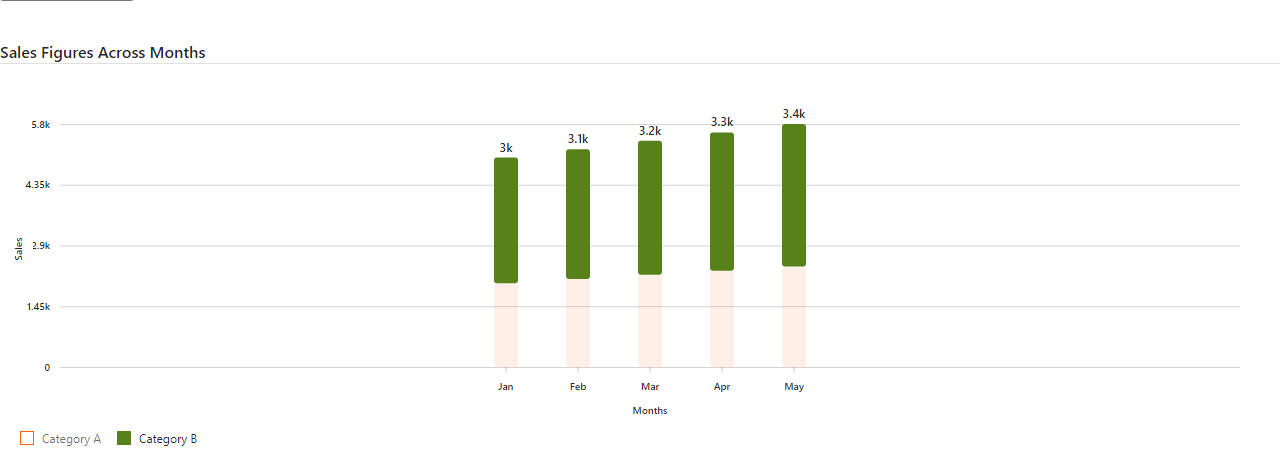 Sales Figures Across Months
3.4k
3.3k
3.2k
3.1k
3k
5.8k
4.35k
2.9k
1.45k
0
Sales
Jan Feb Mar Apr May
Months
Category A Category B